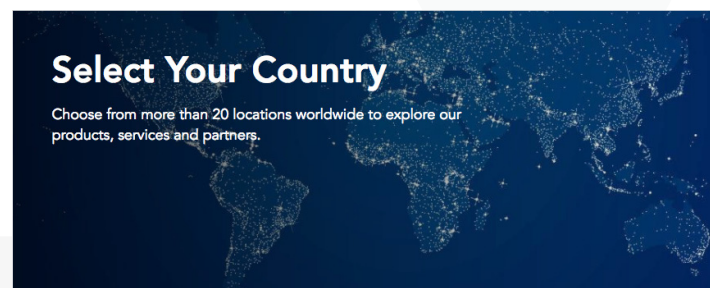 Select Your Country
Choose from more than 20 locations worldwide to explore our
products, services and partners.